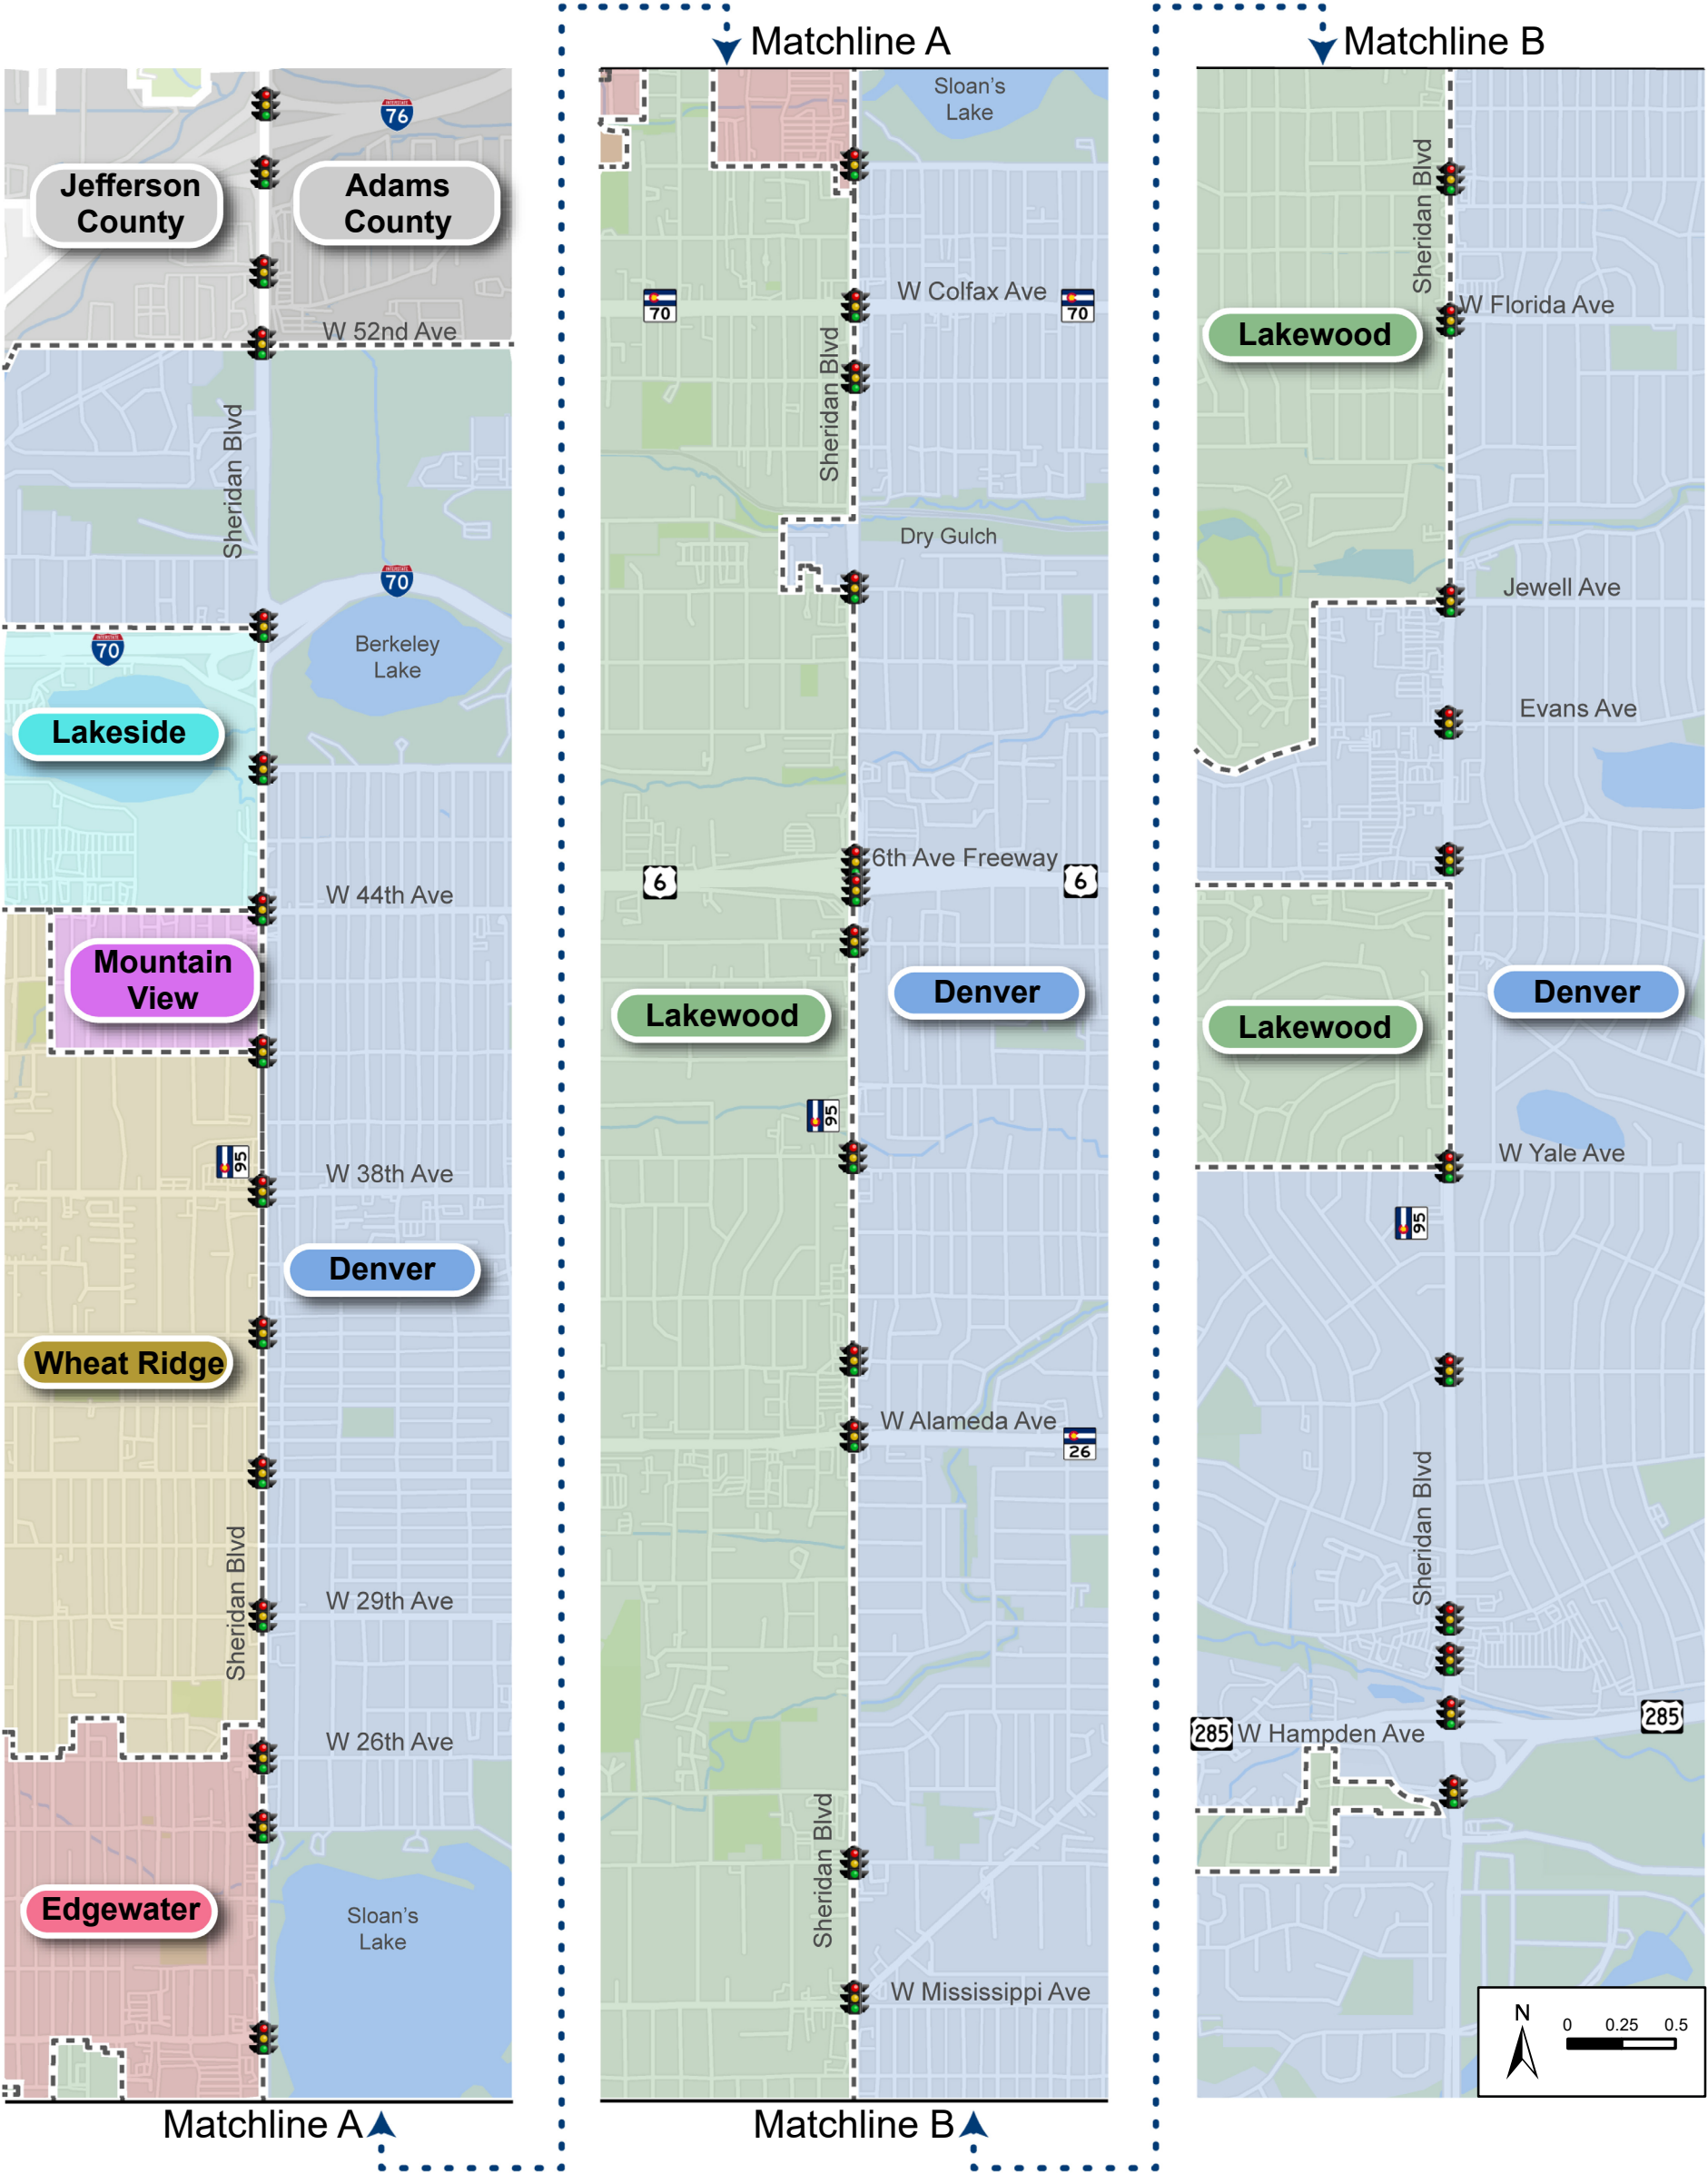 Matchline A
Matchline B
INTERSTATE
76
Jefferson
County
Adams
County
W 52nd Ave
Sheridan Blvd
INTERSTATE
70
Berkeley
Lake
INTERSTATE
70
Lakeside
W 44th Ave
Mountain
View
95
W 38th Ave
Denver
Wheat Ridge
Sheridan Blvd
W 29th Ave
W 26th Ave
Edgewater
Sloan's
Lake
Matchline A
Sloan's
Lake
W Colfax Ave
70
70
Sheridan Blvd
Dry Gulch
6th Ave Freeway
6
6
Denver
Lakewood
95
W Alameda Ave
26
Sheridan Blvd
W Mississippi Ave
Matchline B
Sheridan Blvd
W Florida Ave
Lakewood
Jewell Ave
Evans Ave
Denver
Lakewood
W Yale Ave
95
Sheridan Blvd
285
285
W Hampden Ave
N
0 0.25 0.5